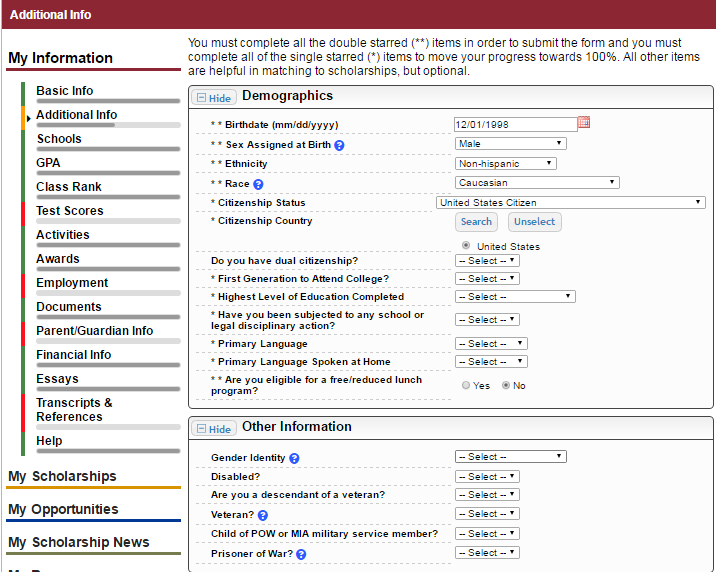 Additional Info
My Information
Basic Info
Additional Info
Schools
GPA
Class Rank
Test Scores
Activities
Awards
Employment
Documents
Parent/Guardian Info
Financial Info
Essays
Transcripts &
References
Help
My Scholarships
My Opportunities
My Scholarship News
You must complete all the double starred (**) items in order to submit the form and you must
complete all of the single starred (*) items to move your progress towards 100%. All other items
are helpful in matching to scholarships, but optional.
Hide Demographics
* * Birthdate (mm/dd/yyyy) 12/01/1998
* * Sex Assigned at Birth ? Male
* * Ethnicity Non-hispanic
* * Race ? Caucasian
* Citizenship Status United States Citizen
* Citizenship Country Search Unselect
United States
Do you have dual citizenship? -- Select --
* First Generation to Attend College? -- Select --
* Highest Level of Education Completed -- Select --
* Have you been subjected to any school or
legal disciplinary action? -- Select --
* Primary Language -- Select --
* Primary Language Spoken at Home -- Select --
* * Are you eligible for a free/reduced lunch
program? Yes No
Hide Other Information
Gender Identity ? -- Select --
Disabled? -- Select --
Are you a descendant of a veteran? -- Select --
Veteran? ? -- Select --
Child of POW or MIA military service member? -- Select --
Prisoner of War? ? -- Select --